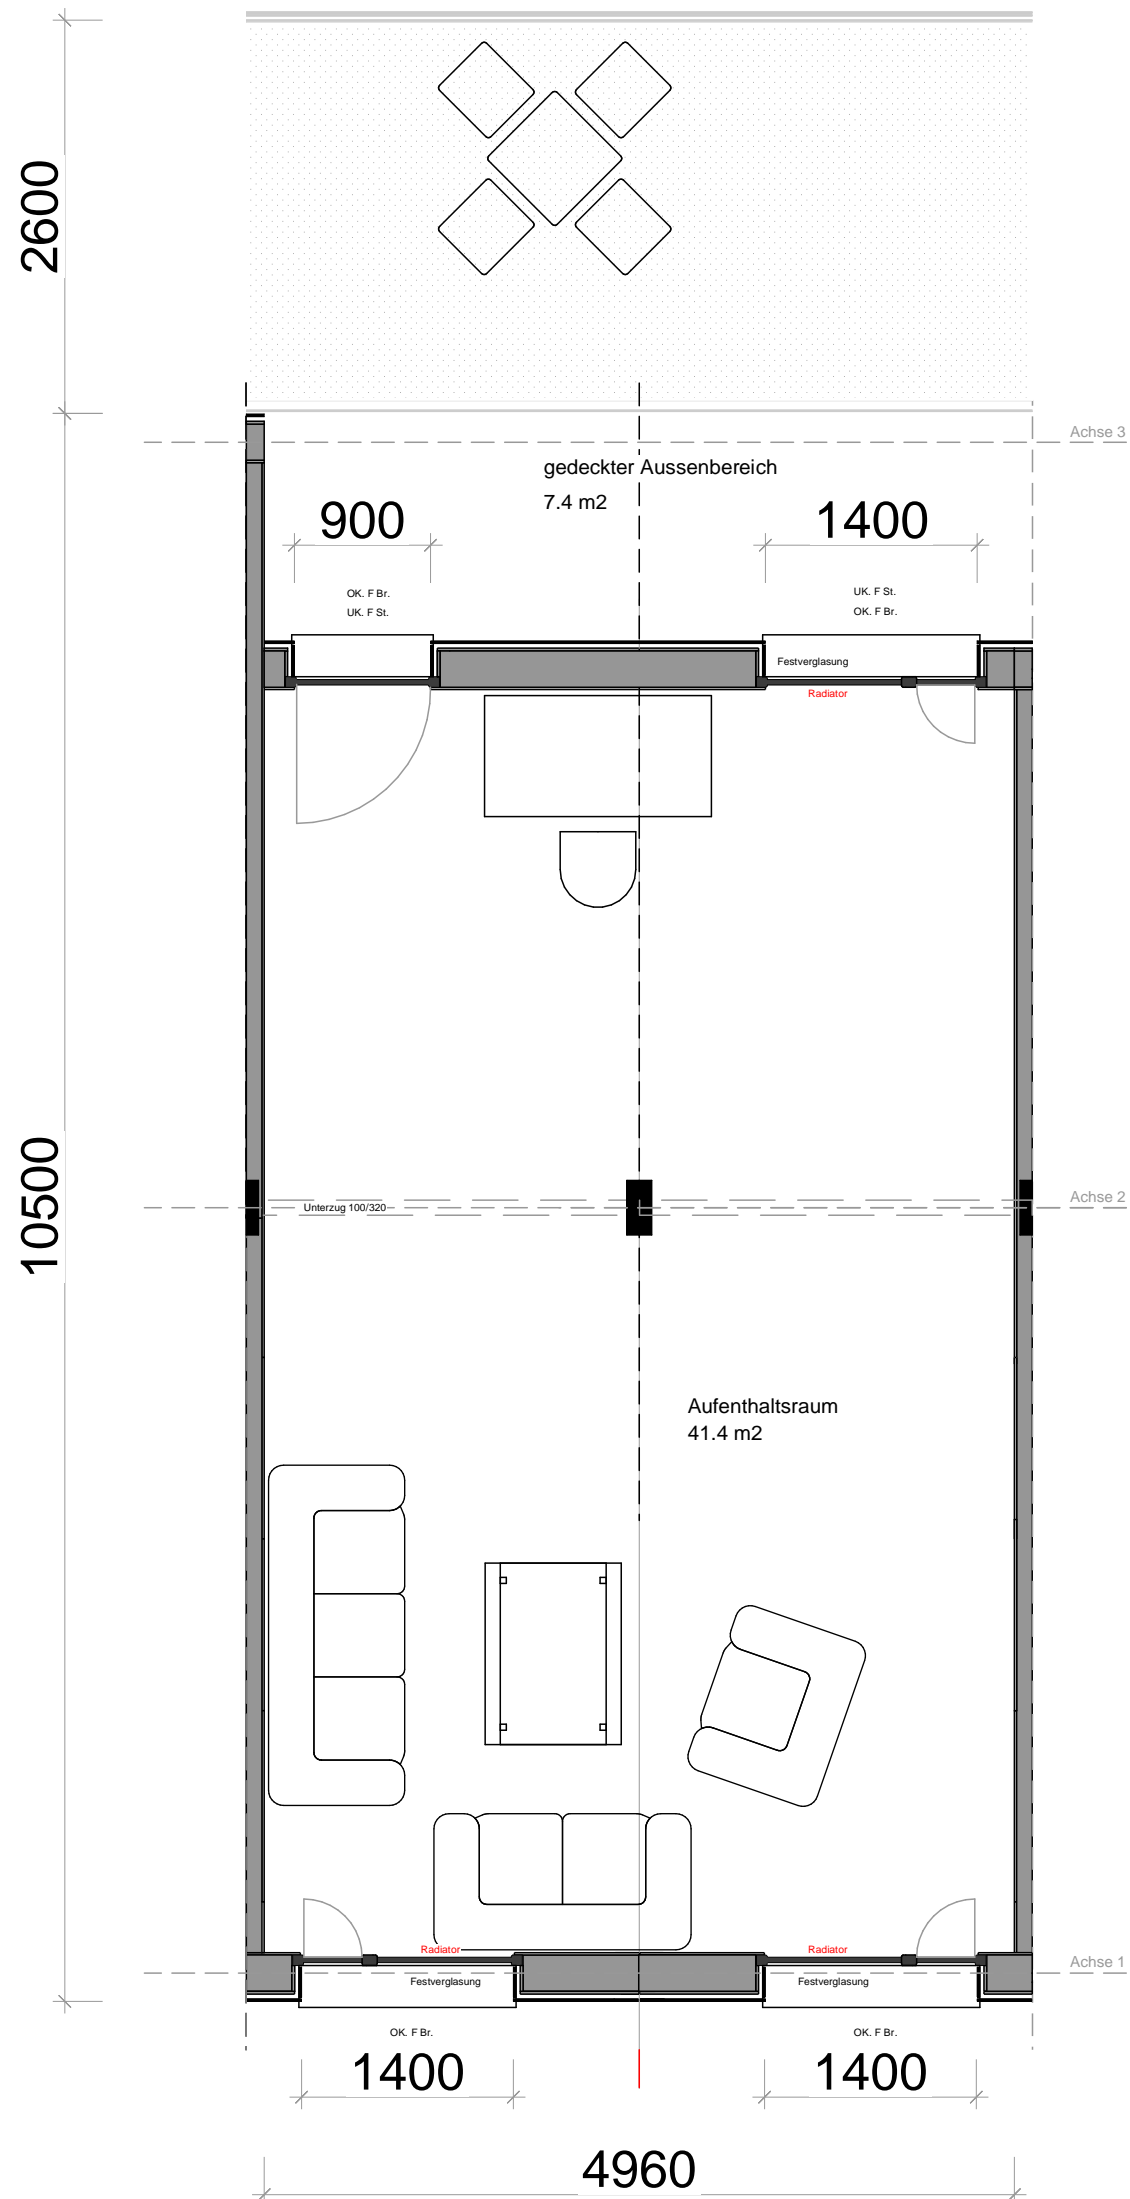 2600
Achse 3
gedeckter Aussenbereich
7.4 m2
900
1400
OK. F Br.
UK. F St.
UK. F St.
OK. F Br.
Festverglasung
Radiator
10500
Unterzug 100/320
Achse 2
Aufenthaltsraum
41.4 m2
Radiator
Radiator
Achse 1
Festverglasung
Festverglasung
OK. F Br.
OK. F Br.
1400
1400
4960